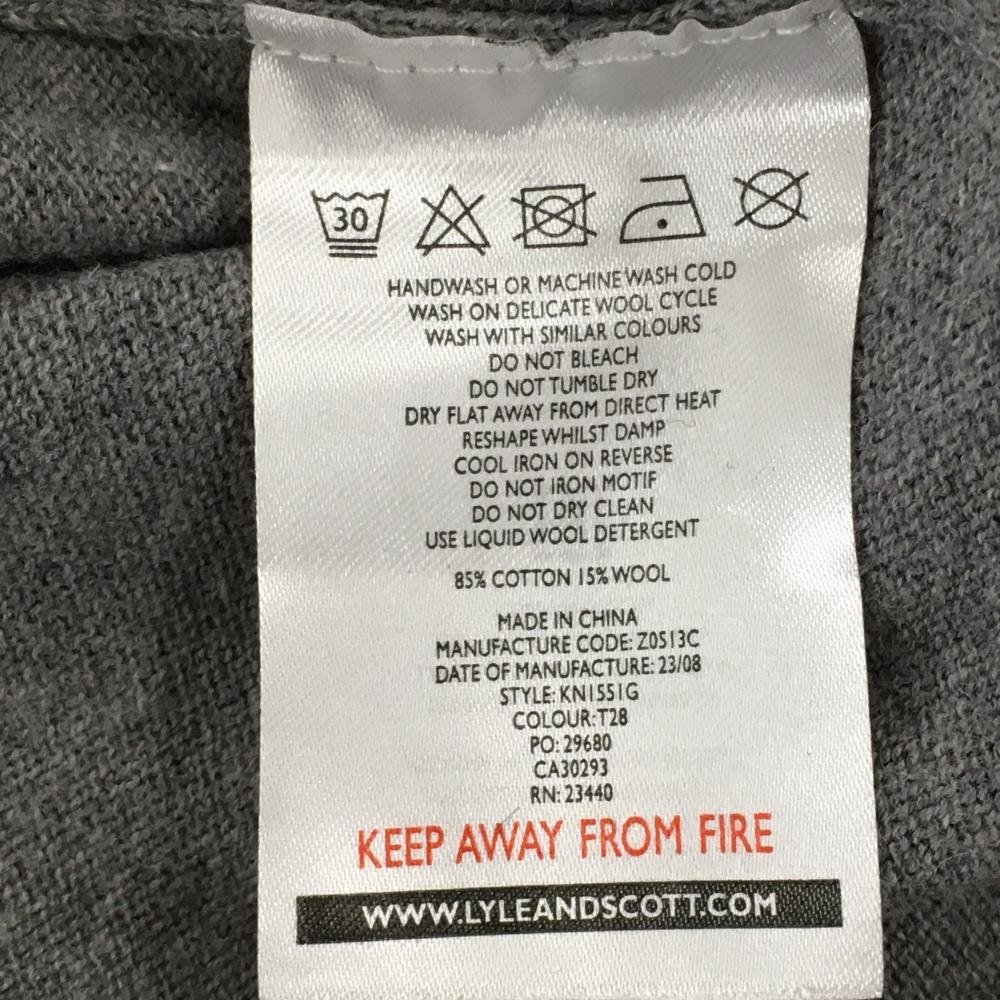 30
HANDWASH OR MACHINE WASH COLD
WASH ON DELICATE WOOL CYCLE
WASH WITH SIMILAR COLOURS
DO NOT BLEACH
DO NOT TUMBLE DRY
DRY FLAT AWAY FROM DIRECT HEAT
RESHAPE WHILST DAMP
COOL IRON ON REVERSE
DO NOT IRON MOTIF
DO NOT DRY CLEAN
USE LIQUID WOOL DETERGENT
85% COTTON 15% WOOL
MADE IN CHINA
MANUFACTURE CODE: Z0513C
DATE OF MANUFACTURE: 23/08
STYLE: KN1551G
COLOUR: T28
PO: 29680
CA30293
RN: 23440
KEEP AWAY FROM FIRE
WWW.LYLEANDSCOTT.COM